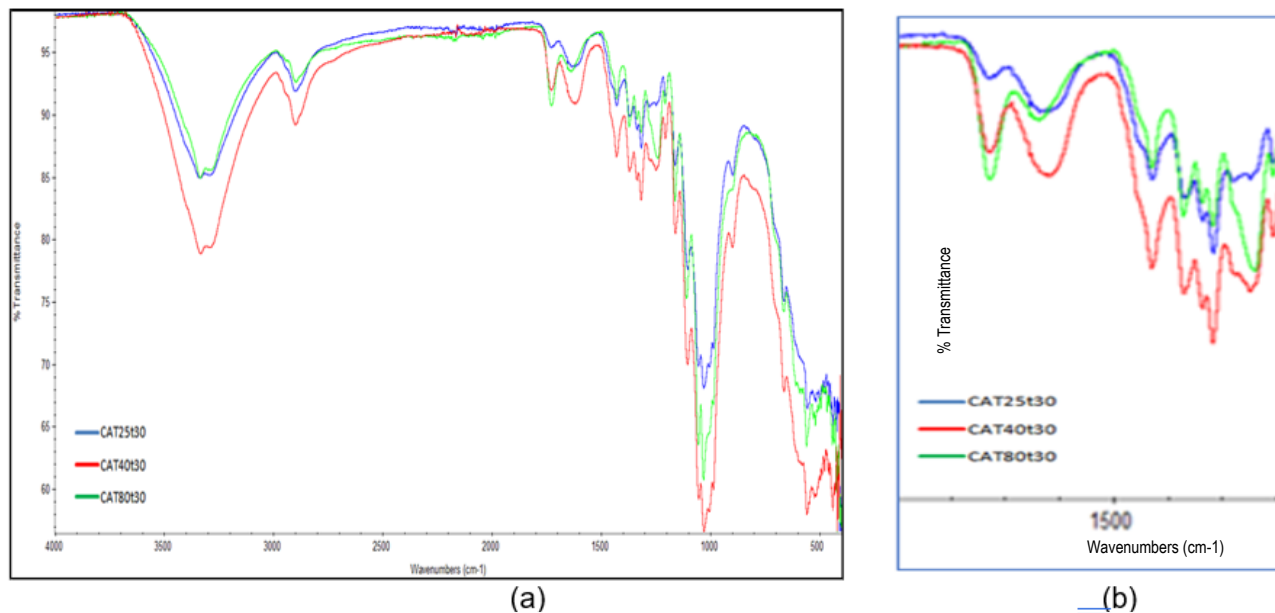 95
90
85
80
75
70
65
60
% Transmittance
CAT25t30
CAT40t30
CAT80t30
4000 3500 3000 2500 2000 1500 1000 500
Wavenumbers (cm-1)
(a)
% Transmittance
CAT25t30
CAT40t30
CAT80t30
1500
Wavenumbers (cm-1)
(b)